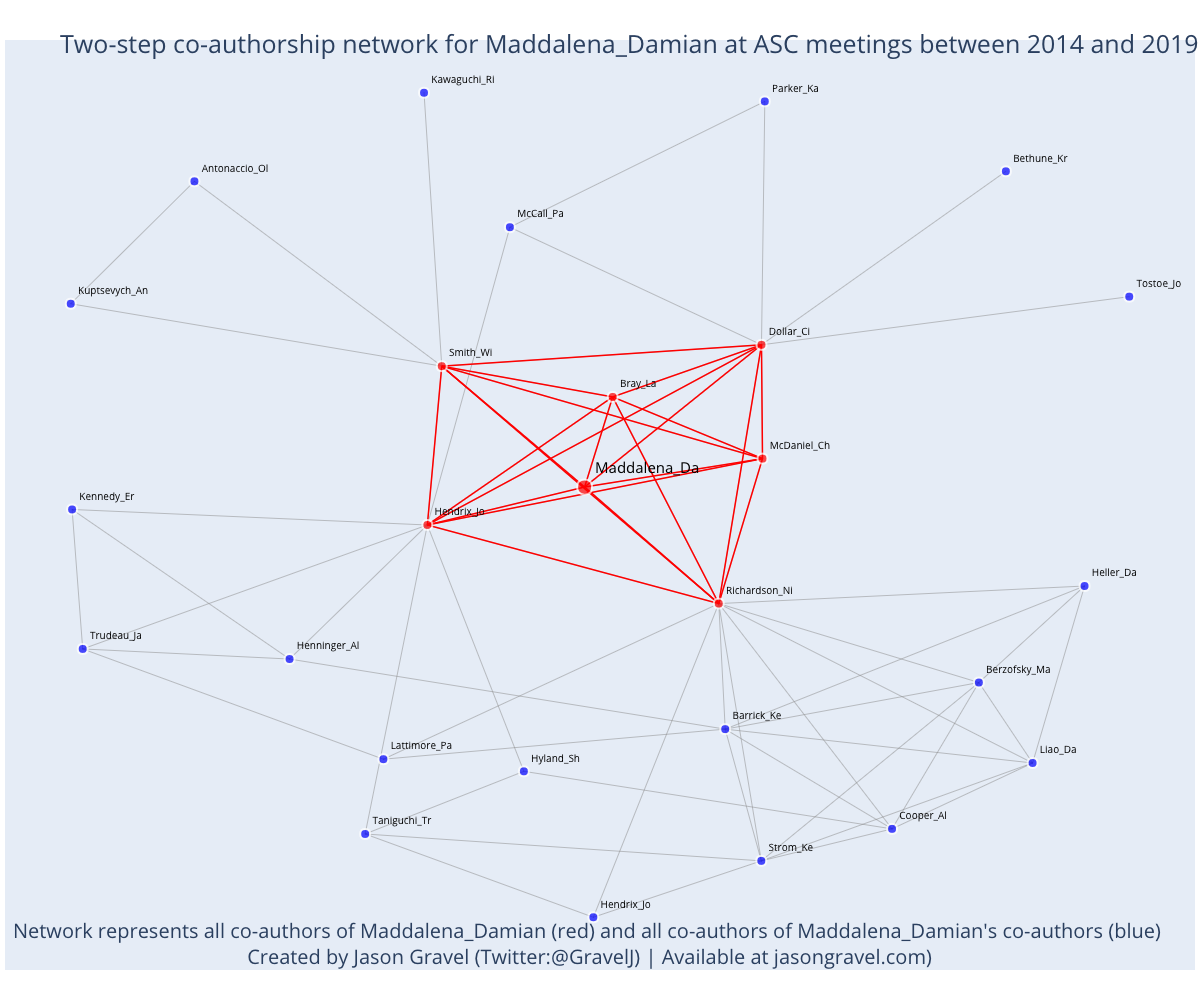 Two-step co-authorship network for Maddalena_Damian at ASC meetings between 2014 and 2019
Kawaguchi_Ri
Parker_Ka
Bethune_Kr
Antonaccio_Ol
McCall_Pa
Tostoe_Jo
Kuptsevych_An
Dollar_Ci
Smith_Wi
Bray_La
McDaniel_Ch
Maddalena_Da
Kennedy_Er
Hendrix_Jo
Heller_Da
Richardson_Ni
Trudeau_Ja
Henninger_Al
Berzofsky_Ma
Barrick_Ke
Lattimore_Pa
Liao_Da
Hyland_Sh
Cooper_Al
Taniguchi_Tr
Strom_Ke
Hendrix_Jo
Network represents all co-authors of Maddalena_Damian (red) and all co-authors of Maddalena_Damian's co-authors (blue)
Created by Jason Gravel (Twitter:@GravelJ) | Available at jasongravel.com)